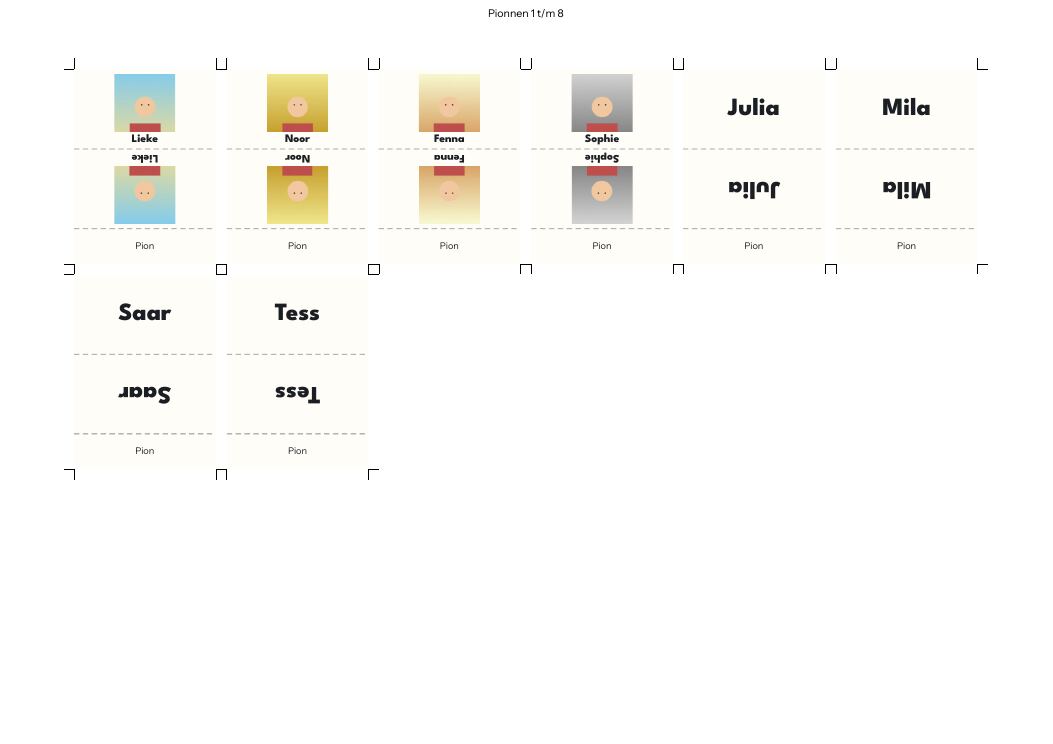 Pionnen 1 t/m 8
Lieke
Noor
Fenna
Sophie
Julia
Mila
Lieke
Noor
Fenna
Sophie
Julia
Mila
Pion
Pion
Pion
Pion
Pion
Pion
Saar
Tess
Saar
Tess
Pion
Pion